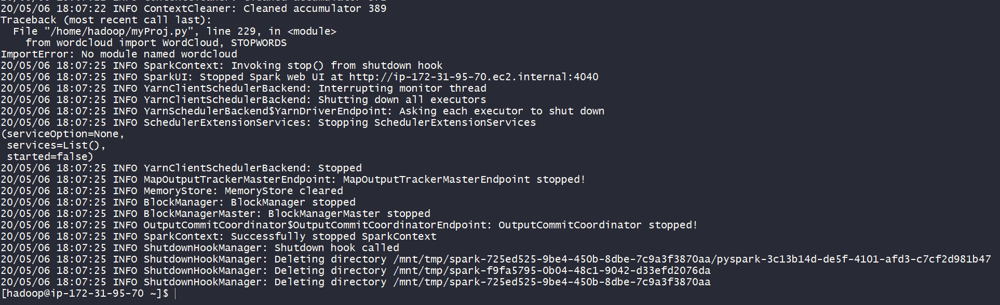 20/05/06 18:07:22 INFO ContextCleaner: Cleaned accumulator 389
Traceback (most recent call last):
  File "/home/hadoop/myProj.py", line 229, in <module>
    from wordcloud import WordCloud, STOPWORDS
ImportError: No module named wordcloud
20/05/06 18:07:25 INFO SparkContext: Invoking stop() from shutdown hook
20/05/06 18:07:25 INFO SparkUI: Stopped Spark web UI at http://ip-172-31-95-70.ec2.internal:4040
20/05/06 18:07:25 INFO YarnClientSchedulerBackend: Interrupting monitor thread
20/05/06 18:07:25 INFO YarnClientSchedulerBackend: Shutting down all executors
20/05/06 18:07:25 INFO YarnSchedulerBackend$YarnDriverEndpoint: Asking each executor to shut down
20/05/06 18:07:25 INFO SchedulerExtensionServices: Stopping SchedulerExtensionServices
(serviceOption=None,
 services=List(),
 started=false)
20/05/06 18:07:25 INFO YarnClientSchedulerBackend: Stopped
20/05/06 18:07:25 INFO MapOutputTrackerMasterEndpoint: MapOutputTrackerMasterEndpoint stopped!
20/05/06 18:07:25 INFO MemoryStore: MemoryStore cleared
20/05/06 18:07:25 INFO BlockManager: BlockManager stopped
20/05/06 18:07:25 INFO BlockManagerMaster: BlockManagerMaster stopped
20/05/06 18:07:25 INFO OutputCommitCoordinator$OutputCommitCoordinatorEndpoint: OutputCommitCoordinator stopped!
20/05/06 18:07:25 INFO SparkContext: Successfully stopped SparkContext
20/05/06 18:07:25 INFO ShutdownHookManager: Shutdown hook called
20/05/06 18:07:25 INFO ShutdownHookManager: Deleting directory /mnt/tmp/spark-725ed525-9be4-450b-8dbe-7c9a3f3870aa/pyspark-3c13b14d-de5f-4101-afd3-c7cf2d981b47
20/05/06 18:07:25 INFO ShutdownHookManager: Deleting directory /mnt/tmp/spark-f9fa5795-0b04-48c1-9042-d33efd2076da
20/05/06 18:07:25 INFO ShutdownHookManager: Deleting directory /mnt/tmp/spark-725ed525-9be4-450b-8dbe-7c9a3f3870aa
[hadoop@ip-172-31-95-70 ~]$